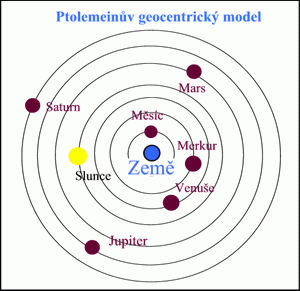 Ptolemeinův geocentrický model
Mars
Saturn
Měsíc
Merkur
Země
Slunce
Venuše
Jupiter